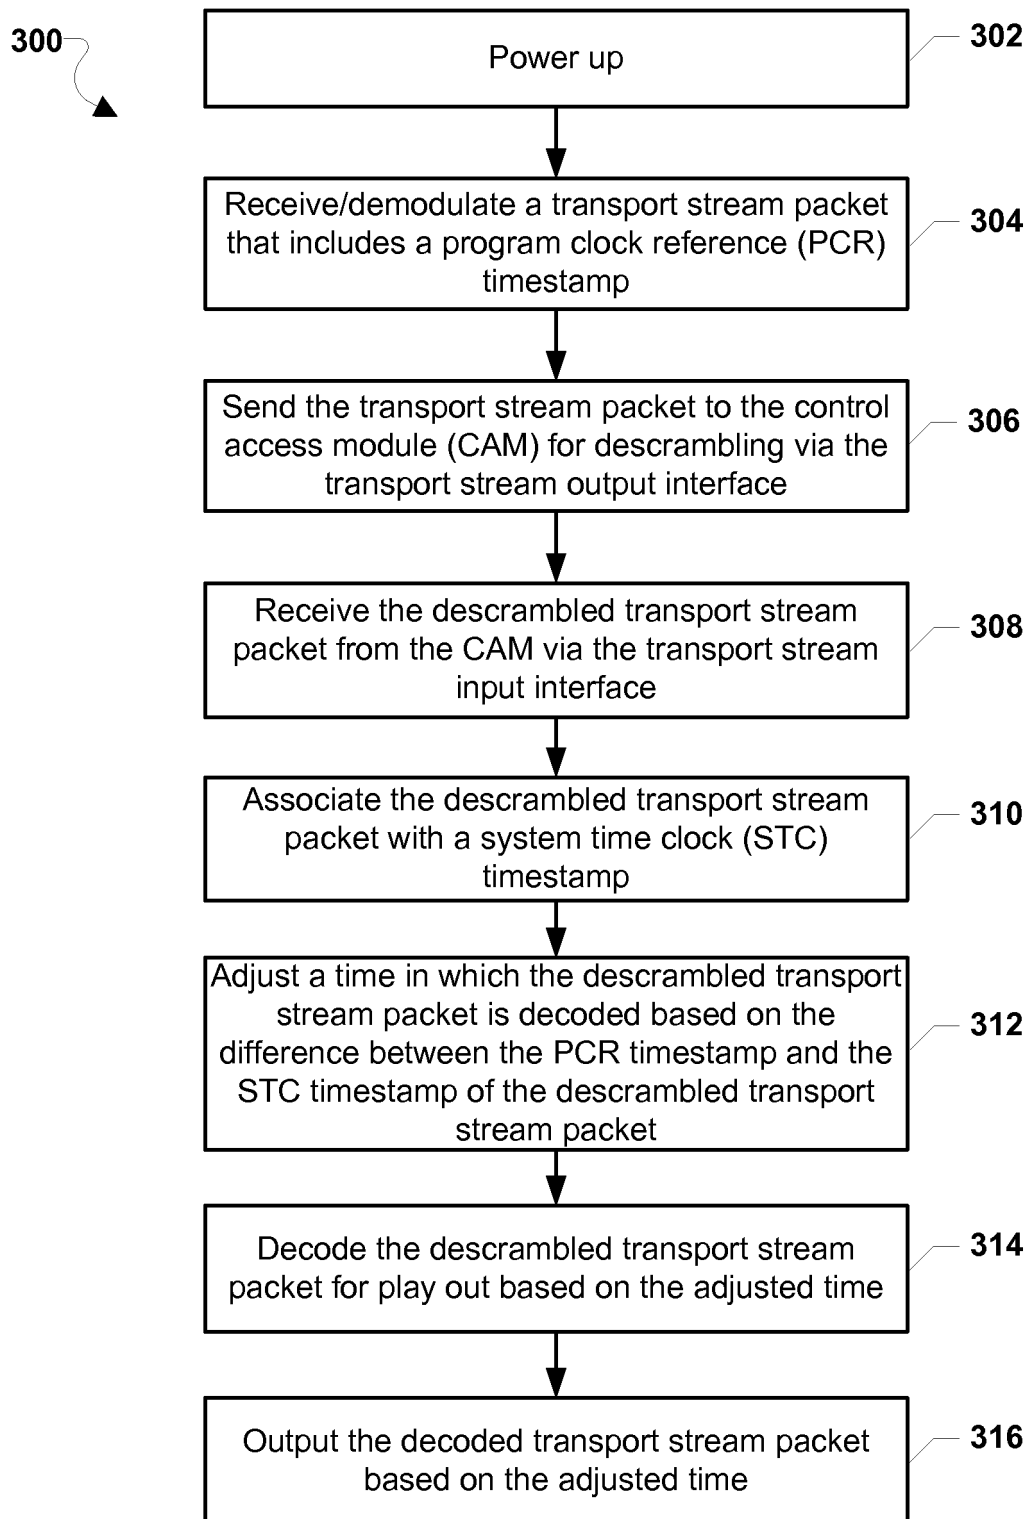 300
Power up
302
Receive/demodulate a transport stream packet
that includes a program clock reference (PCR)
timestamp
304
Send the transport stream packet to the control
access module (CAM) for descrambling via the
transport stream output interface
306
Receive the descrambled transport stream
packet from the CAM via the transport stream
input interface
308
Associate the descrambled transport stream
packet with a system time clock (STC)
timestamp
310
Adjust a time in which the descrambled transport
stream packet is decoded based on the
difference between the PCR timestamp and the
STC timestamp of the descrambled transport
stream packet
312
Decode the descrambled transport stream
packet for play out based on the adjusted time
314
Output the decoded transport stream packet
based on the adjusted time
316